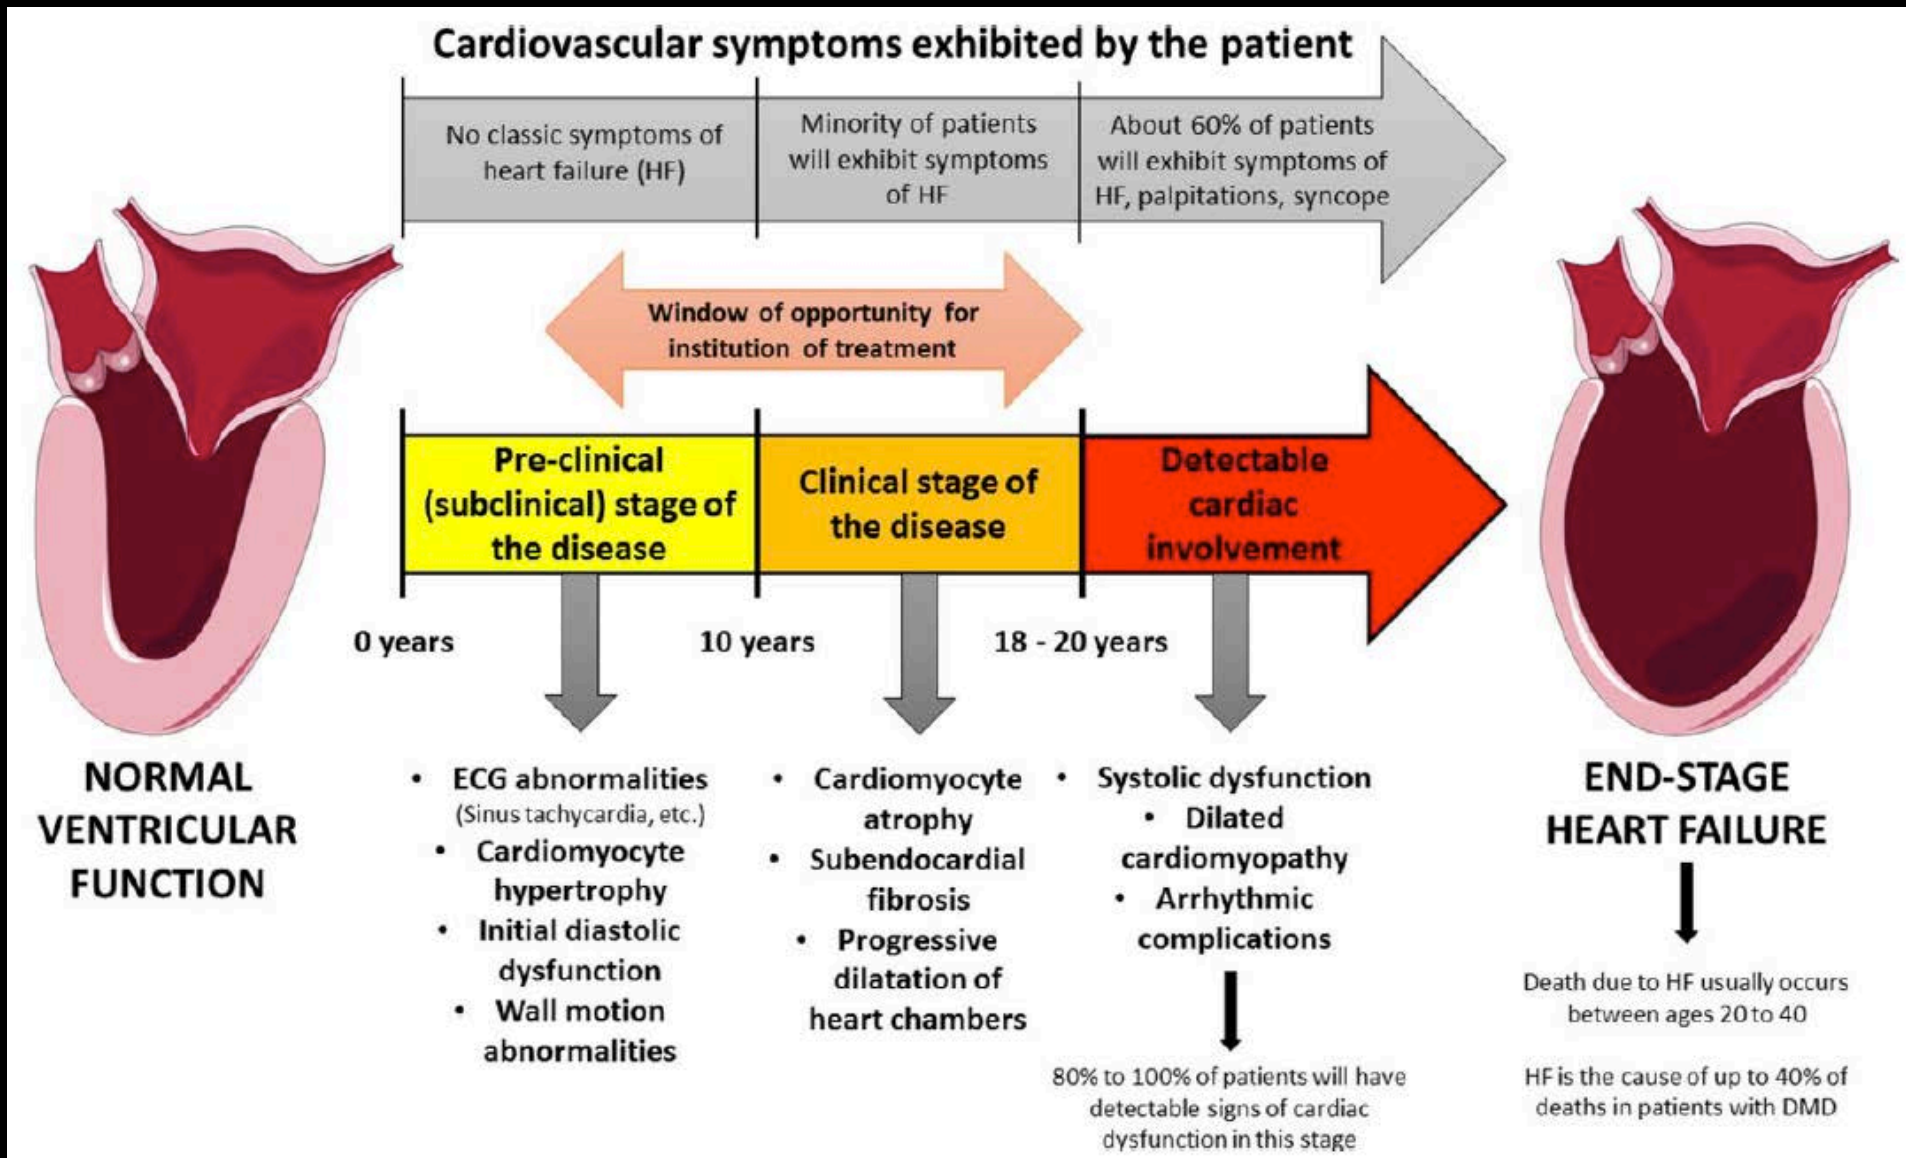 Cardiovascular symptoms exhibited by the patient
No classic symptoms of
heart failure (HF)
Minority of patients
will exhibit symptoms
of HF
About 60% of patients
will exhibit symptoms of
HF, palpitations, syncope
Window of opportunity for
institution of treatment
Pre-clinical
(subclinical) stage of
the disease
Clinical stage of
the disease
Detectable
cardiac
involvement
0 years
10 years
18 - 20 years
NORMAL
VENTRICULAR
FUNCTION
• ECG abnormalities
(Sinus tachycardia, etc.)
• Cardiomyocyte
hypertrophy
• Initial diastolic
dysfunction
• Wall motion
abnormalities
• Cardiomyocyte
atrophy
• Subendocardial
fibrosis
• Progressive
dilatation of
heart chambers
• Systolic dysfunction
• Dilated
cardiomyopathy
• Arrhythmic
complications
80% to 100% of patients will have
detectable signs of cardiac
dysfunction in this stage
END-STAGE
HEART FAILURE
Death due to HF usually occurs
between ages 20 to 40
HF is the cause of up to 40% of
deaths in patients with DMD